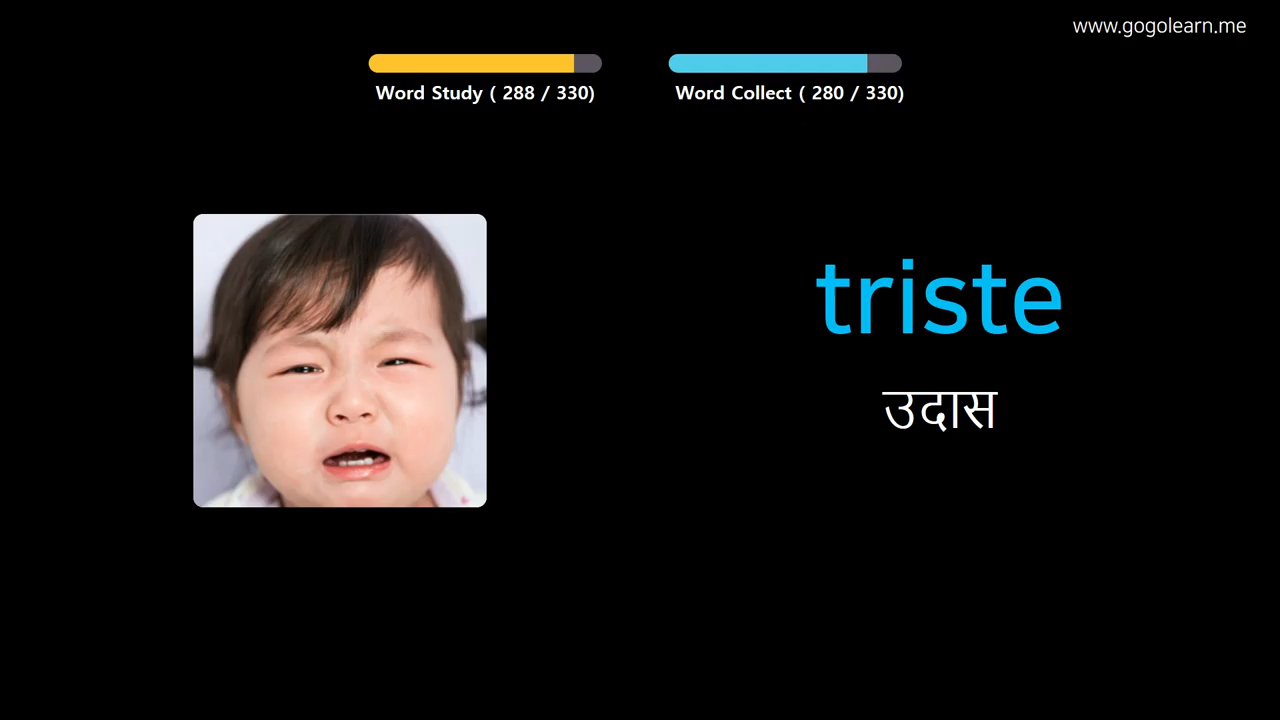 www.gogolearn.me
Word Study ( 288 / 330)
Word Collect ( 280 / 330)
triste
उदास